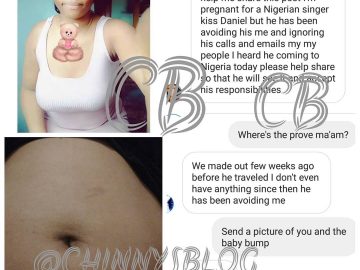 help me share this post. I'm
pregnant for a Nigerian singer
kiss Daniel but he has been
avoiding his me and ignoring
his calls and emails my my
people I heard he coming to
Nigeria today please help share
so that he will see and accept
his responsibilities
CB
CB
Where's the prove ma'am?
We made out few weeks ago
before he traveled I don't even
have anything since then he
has been avoiding me
Send a picture of you and the
baby bump
@CHINNYSBLOG